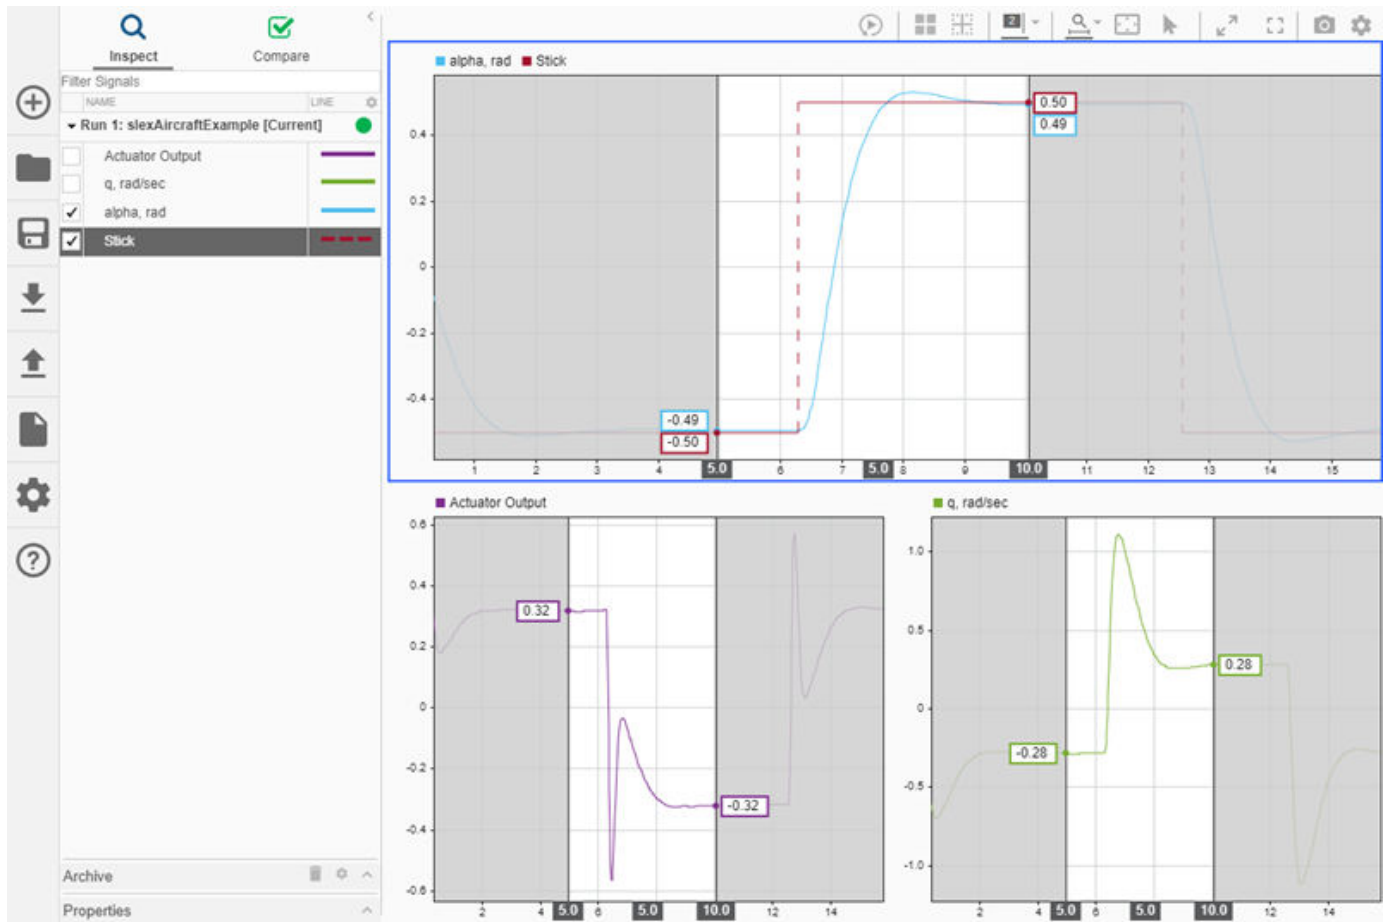 Inspect
Compare
Filter Signals
NAME LINE
Run 1: slexAircraftExample [Current]
Actuator Output
q, rad/sec
alpha, rad
Stick
Archive
Properties
2
alpha, rad Stick
0.4
0.2
0
-0.2
-0.4
0.50
0.49
-0.49
-0.50
1 2 3 4 5.0 6 7 5.0 8 9 10.0 11 12 13 14 15
Actuator Output
0.6
0.4
0.2
0
-0.2
-0.4
-0.6
0.32
-0.32
2 4 5.0 6 5.0 10.0 12 14
q, rad/sec
1.0
0.5
0
-0.5
-1.0
0.28
-0.28
2 4 5.0 6 5.0 10.0 12 14